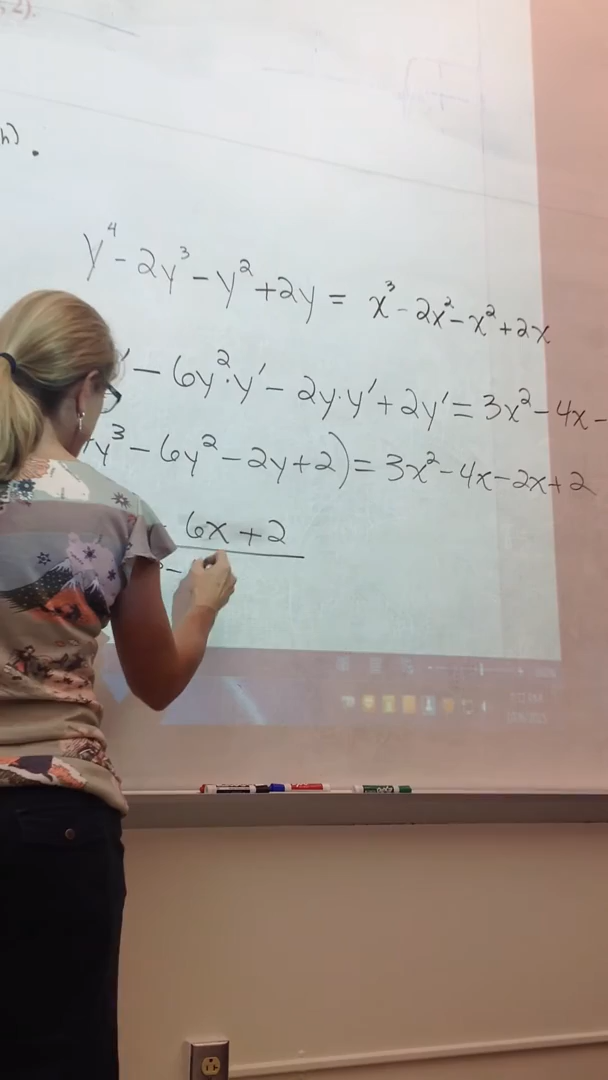 , 2).
h) .
y⁴ - 2y³ - y² + 2y = x³ - 2x² - x² + 2x
' - 6y²·y' - 2y·y' + 2y' = 3x² - 4x -
y³ - 6y² - 2y + 2) = 3x² - 4x - 2x + 2
6x + 2
-